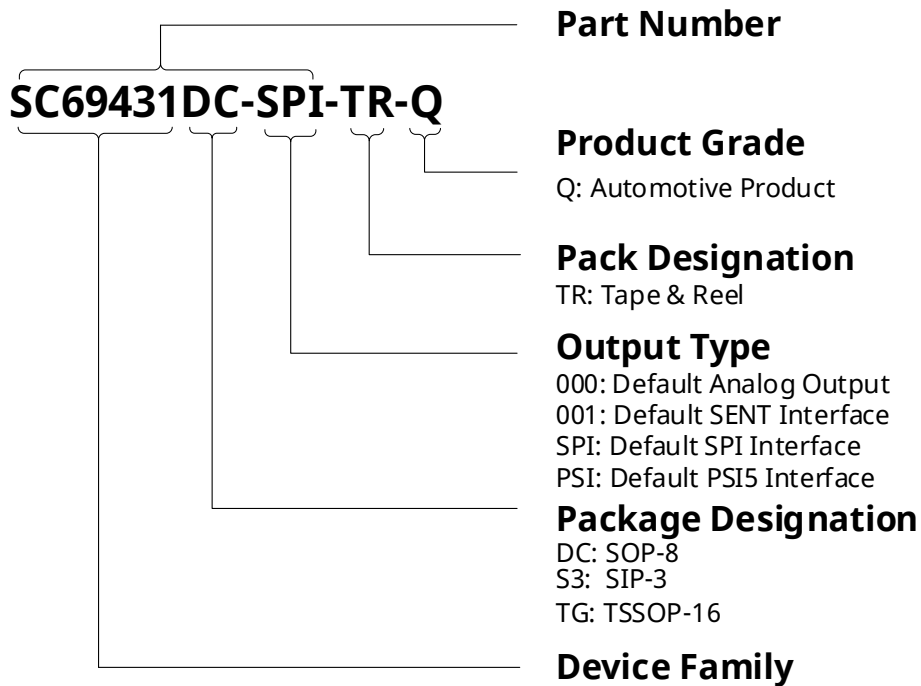 Part Number
SC69431DC-SPI-TR-Q
Product Grade
Q: Automotive Product
Pack Designation
TR: Tape & Reel
Output Type
000: Default Analog Output
001: Default SENT Interface
SPI: Default SPI Interface
PSI: Default PSI5 Interface
Package Designation
DC: SOP-8
S3: SIP-3
TG: TSSOP-16
Device Family